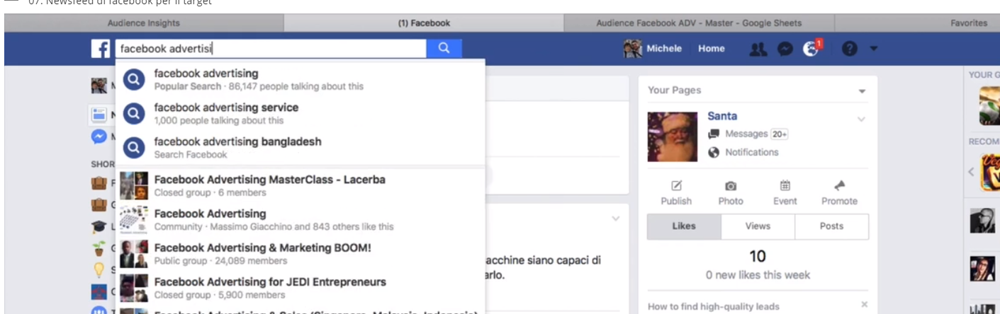 07. Newsfeed di facebook per il target
Audience Insights
(1) Facebook
Audience Facebook ADV - Master - Google Sheets
Favorites
facebook advertisi
Michele
Home
1
facebook advertising
Popular Search · 86,147 people talking about this
facebook advertising service
1,000 people talking about this
facebook advertising bangladesh
Search Facebook
Facebook Advertising MasterClass - Lacerba
Closed group · 6 members
Facebook Advertising
Community · Massimo Giacchino and 843 others like this
Facebook Advertising & Marketing BOOM!
Public group · 24,089 members
Facebook Advertising for JEDI Entrepreneurs
Closed group · 5,900 members
Facebook Advertising & Sales (Singapore, Malaysia, Indonesia)
SHOR
acchine siano capaci di
arlo.
Your Pages
Santa
Messages 20+
Notifications
Publish
Photo
Event
Promote
Likes
Views
Posts
10
0 new likes this week
How to find high-quality leads
YOUR G
RECOM